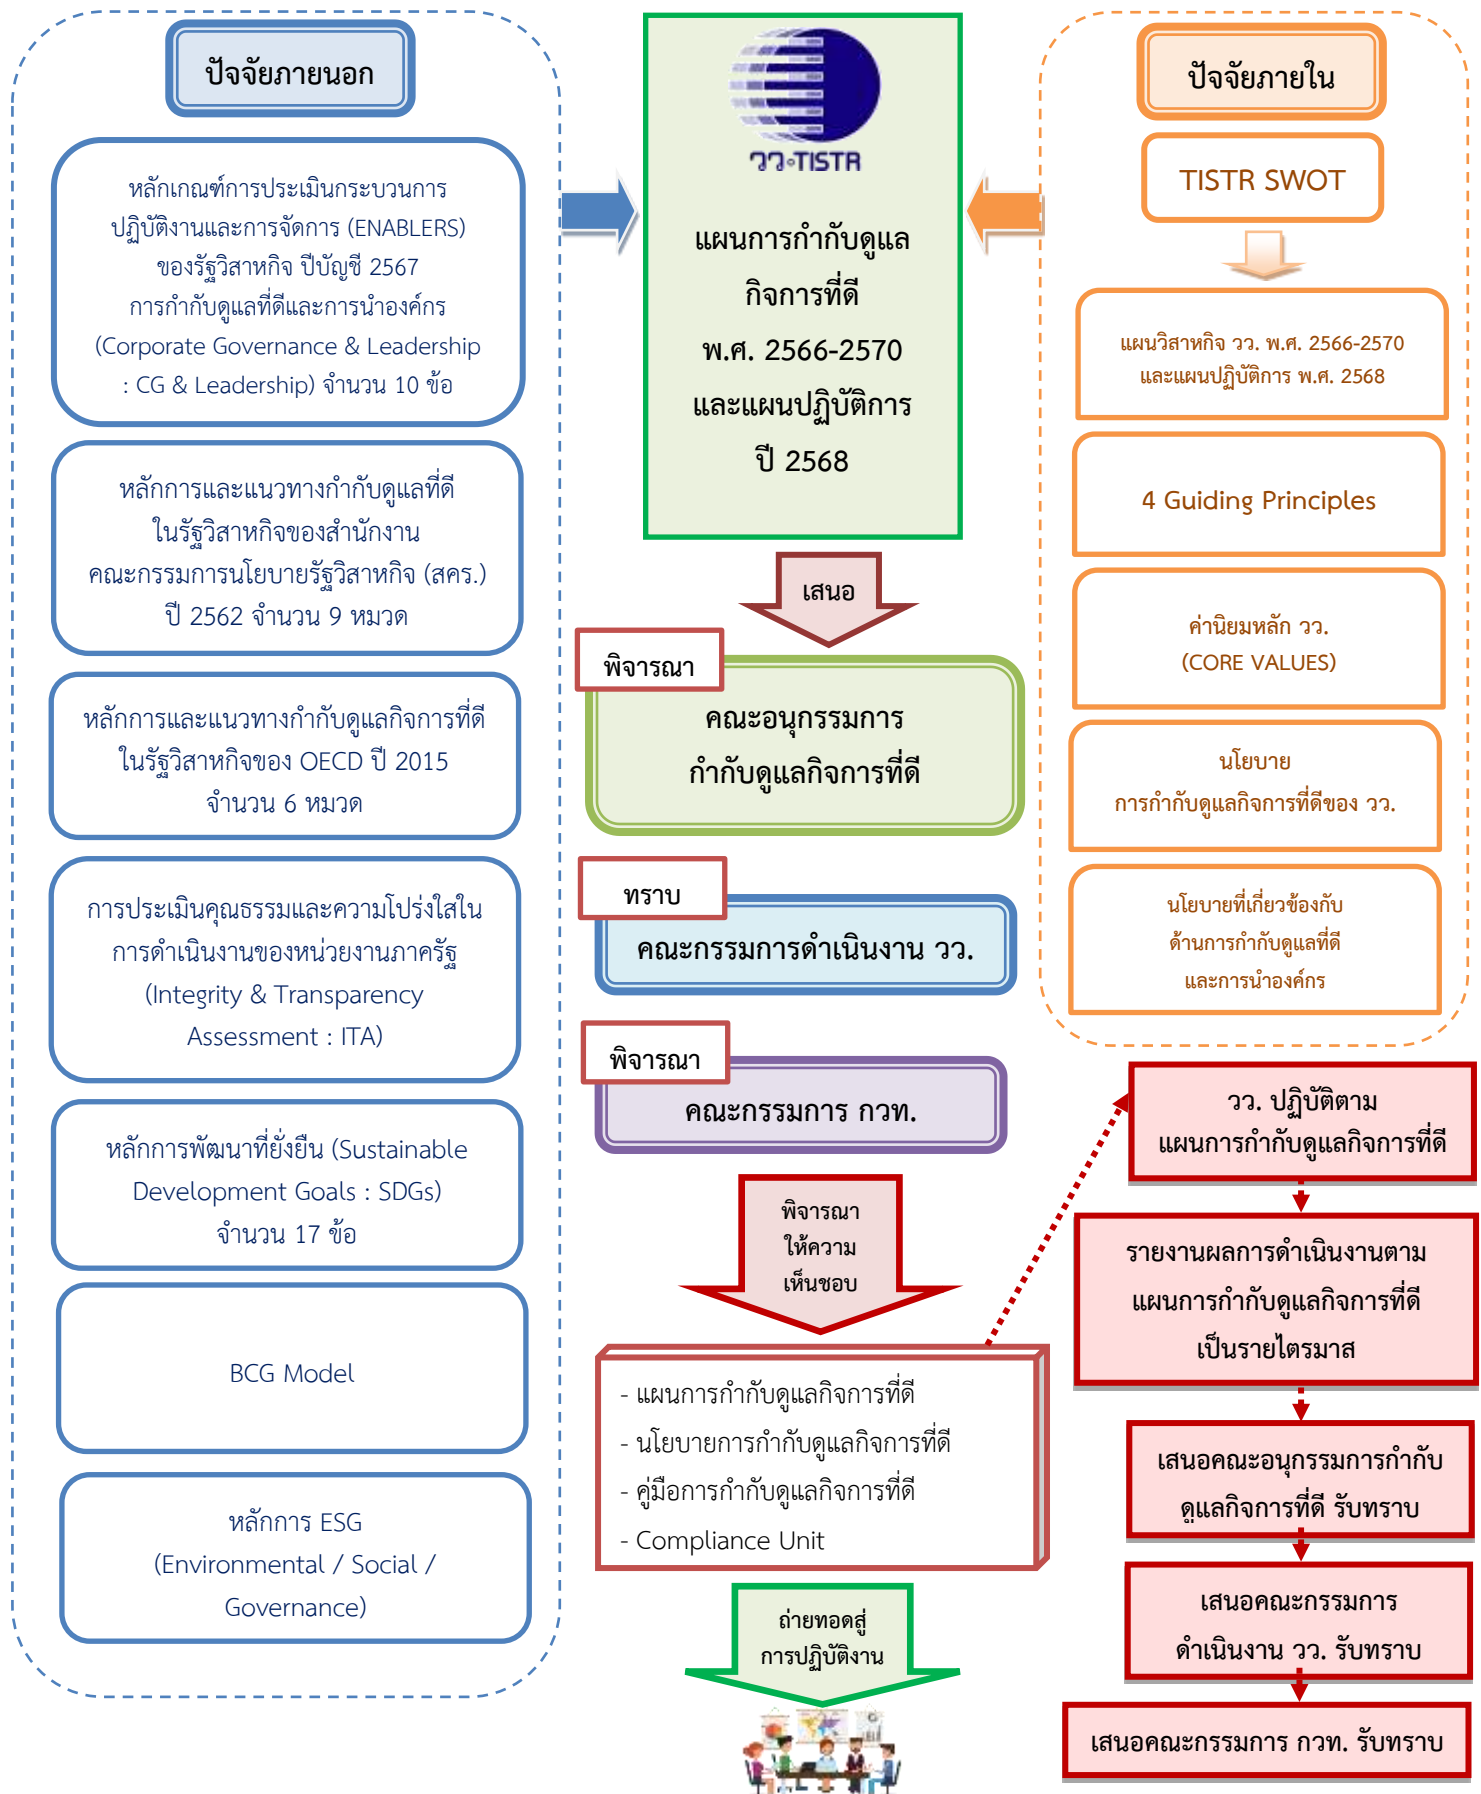 ปัจจัยภายนอก
หลักเกณฑ์การประเมินกระบวนการ
ปฏิบัติงานและการจัดการ (ENABLERS)
ของรัฐวิสาหกิจ ปีบัญชี 2567
การกำกับดูแลที่ดีและการนำองค์กร
(Corporate Governance & Leadership
: CG & Leadership) จำนวน 10 ข้อ
หลักการและแนวทางกำกับดูแลที่ดี
ในรัฐวิสาหกิจของสำนักงาน
คณะกรรมการนโยบายรัฐวิสาหกิจ (สคร.)
ปี 2562 จำนวน 9 หมวด
หลักการและแนวทางกำกับดูแลกิจการที่ดี
ในรัฐวิสาหกิจของ OECD ปี 2015
จำนวน 6 หมวด
การประเมินคุณธรรมและความโปร่งใสใน
การดำเนินงานของหน่วยงานภาครัฐ
(Integrity & Transparency
Assessment : ITA)
หลักการพัฒนาที่ยั่งยืน (Sustainable
Development Goals : SDGs)
จำนวน 17 ข้อ
BCG Model
หลักการ ESG
(Environmental / Social /
Governance)
วว•TISTR
แผนการกำกับดูแล
กิจการที่ดี
พ.ศ. 2566-2570
และแผนปฏิบัติการ
ปี 2568
เสนอ
พิจารณา
คณะอนุกรรมการ
กำกับดูแลกิจการที่ดี
ทราบ
คณะกรรมการดำเนินงาน วว.
พิจารณา
คณะกรรมการ กวท.
พิจารณา
ให้ความ
เห็นชอบ
- แผนการกำกับดูแลกิจการที่ดี
- นโยบายการกำกับดูแลกิจการที่ดี
- คู่มือการกำกับดูแลกิจการที่ดี
- Compliance Unit
ถ่ายทอดสู่
การปฏิบัติงาน
ปัจจัยภายใน
TISTR SWOT
แผนวิสาหกิจ วว. พ.ศ. 2566-2570
และแผนปฏิบัติการ พ.ศ. 2568
4 Guiding Principles
ค่านิยมหลัก วว.
(CORE VALUES)
นโยบาย
การกำกับดูแลกิจการที่ดีของ วว.
นโยบายที่เกี่ยวข้องกับ
ด้านการกำกับดูแลที่ดี
และการนำองค์กร
วว. ปฏิบัติตาม
แผนการกำกับดูแลกิจการที่ดี
รายงานผลการดำเนินงานตาม
แผนการกำกับดูแลกิจการที่ดี
เป็นรายไตรมาส
เสนอคณะอนุกรรมการกำกับ
ดูแลกิจการที่ดี รับทราบ
เสนอคณะกรรมการ
ดำเนินงาน วว. รับทราบ
เสนอคณะกรรมการ กวท. รับทราบ